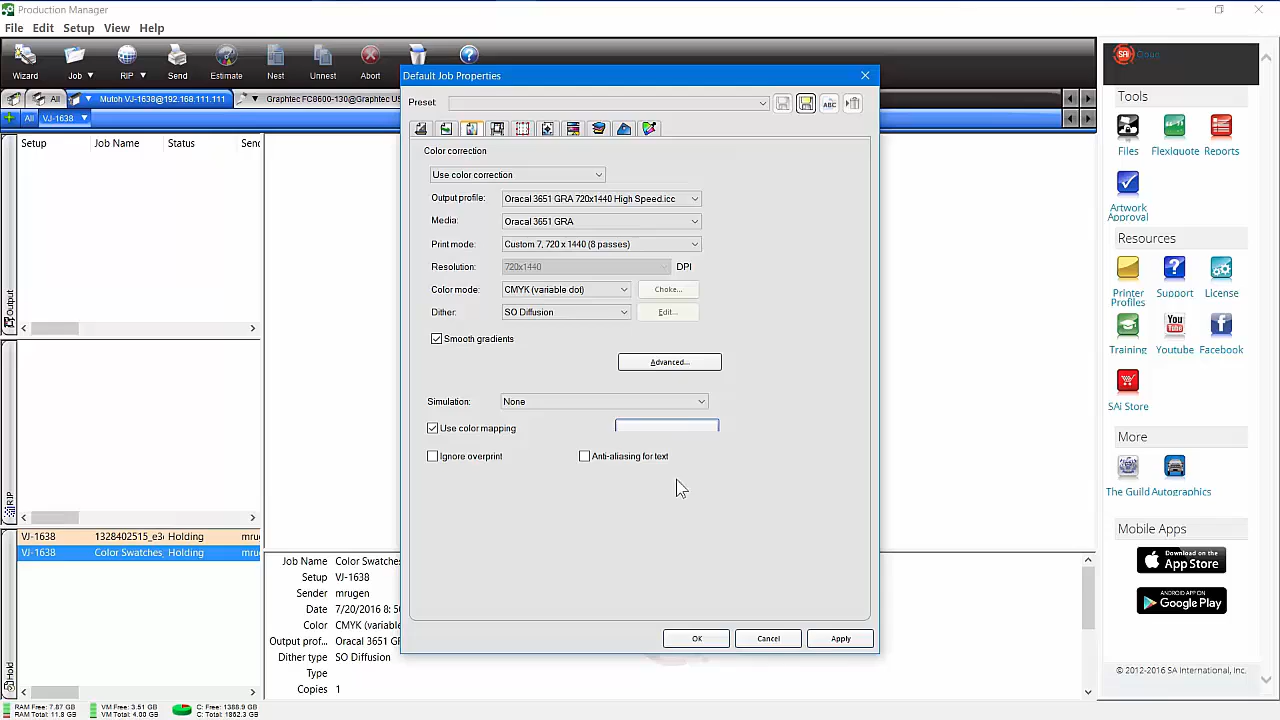 Production Manager
File Edit Setup View Help
Wizard Job RIP Send Estimate Nest Unnest Abort
All Mutoh VJ-1638@192.168.111.111 Graphtec FC8600-130@Graphtec US
All VJ-1638
Setup Job Name Status Send
Output
RIP
VJ-1638 1328402515_e3 Holding mru
VJ-1638 Color Swatches_ Holding mru
Hold
Default Job Properties
Preset:
ABC
Color correction
Use color correction
Output profile: Oracal 3651 GRA 720x1440 High Speed.icc
Media: Oracal 3651 GRA
Print mode: Custom 7, 720 x 1440 (8 passes)
Resolution: 720x1440 DPI
Color mode: CMYK (variable dot) Choke...
Dither: SO Diffusion Edit...
Smooth gradients
Advanced...
Simulation: None
Use color mapping
Ignore overprint Anti-aliasing for text
OK Cancel Apply
Job Name Color Swatches
Setup VJ-1638
Sender mrugen
Date 7/20/2016 8: 5
Color CMYK (variable
Output prof... Oracal 3651 GRA
Dither type SO Diffusion
Type
Copies 1
SAi Cloud
Tools
Files Flexiquote Reports
Artwork
Approval
Resources
Printer
Profiles
Support License
Training Youtube Facebook
SAi Store
More
The Guild Autographics
Mobile Apps
Download on the
App Store
ANDROID APP ON
Google Play
© 2012-2016 SA International, Inc.
RAM Free: 7.87 GB VM Free: 3.51 GB C: Free: 1388.9 GB
RAM Total: 11.8 GB VM Total: 4.00 GB C: Total: 1862.3 GB